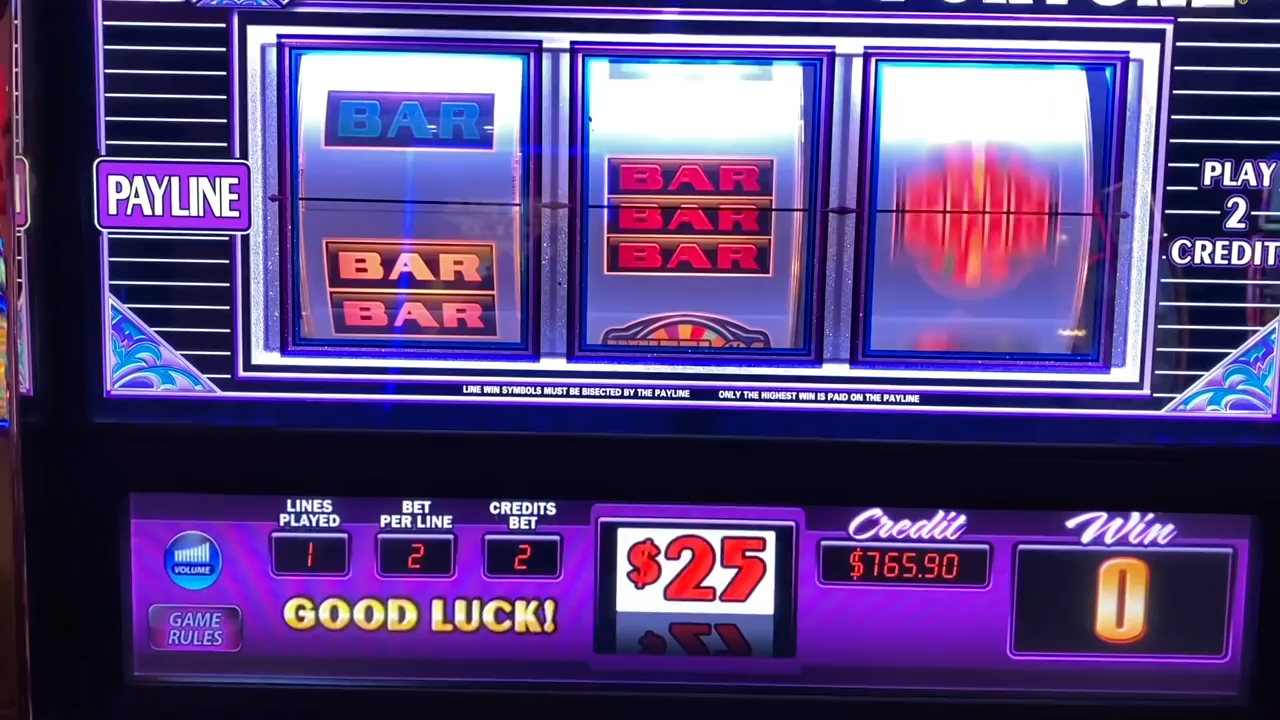 BAR
BAR
BAR
BAR
BAR
BAR
PAYLINE
PLAY
2
CREDIT
LINE WIN SYMBOLS MUST BE BISECTED BY THE PAYLINE
ONLY THE HIGHEST WIN IS PAID ON THE PAYLINE
LINES
PLAYED
1
BET
PER LINE
2
CREDITS
BET
2
VOLUME
GAME
RULES
GOOD LUCK!
$25
Credit
$765.90
Win
0